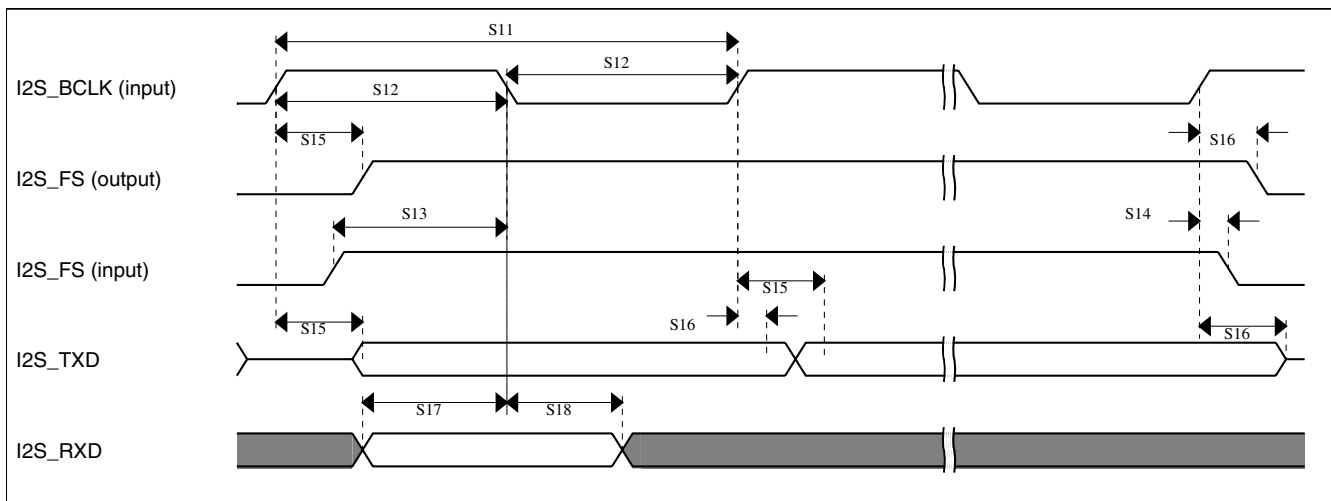 S11
S12
I2S_BCLK (input)
S12
S15
S16
I2S_FS (output)
S13
S14
I2S_FS (input)
S15
S15
S16
S16
I2S_TXD
S17
S18
I2S_RXD